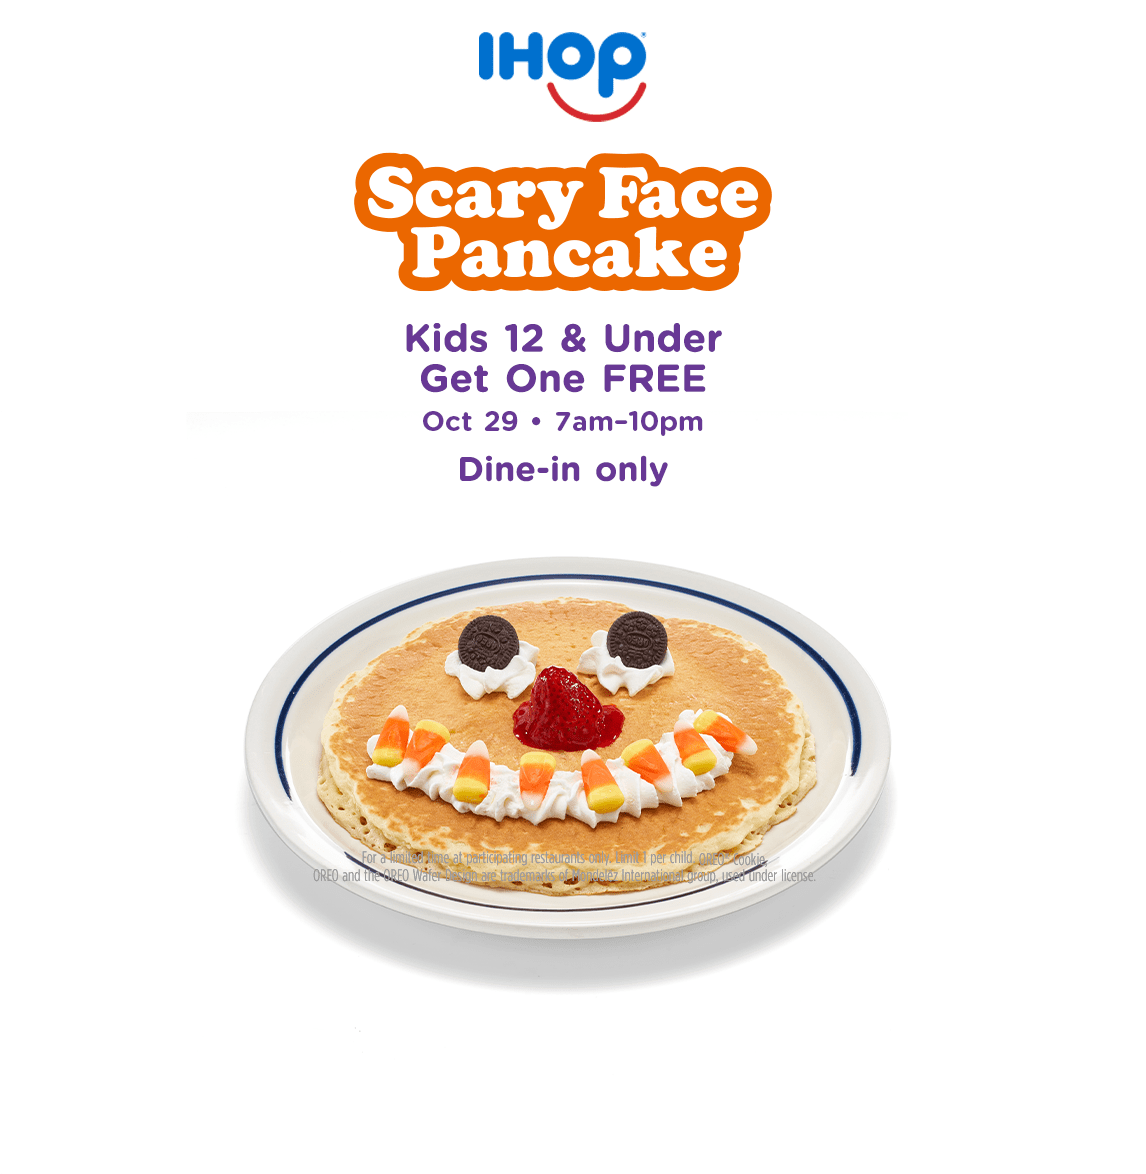 IHOP
Scary Face
Pancake
Kids 12 & Under
Get One FREE
Oct 29 • 7am–10pm
Dine-in only
For a limited time at participating restaurants only. Limit 1 per child. OREO® Cookie,
OREO and the OREO Wafer Design are trademarks of Mondelēz International group, used under license.